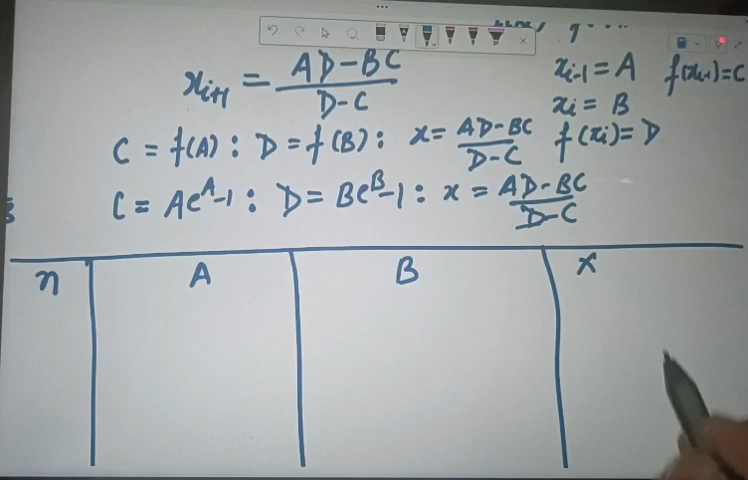 x_{i+1} = (AD-BC)/(D-C)
x_{i-1} = A f(x_{i-1}) = C
x_i = B
C = f(A) : D = f(B) : x = (AD-BC)/(D-C) f(x_i) = D
C = Ae^A-1 : D = Be^B-1 : x = (AD-BC)/(D-C)
n A B x